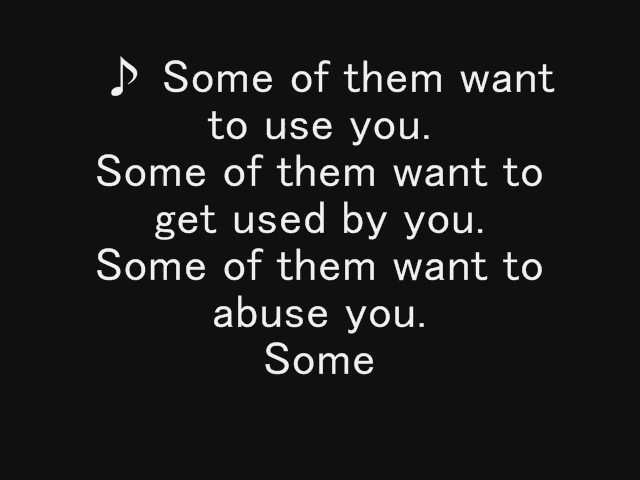 ♪ Some of them want
to use you.
Some of them want to
get used by you.
Some of them want to
abuse you.
Some